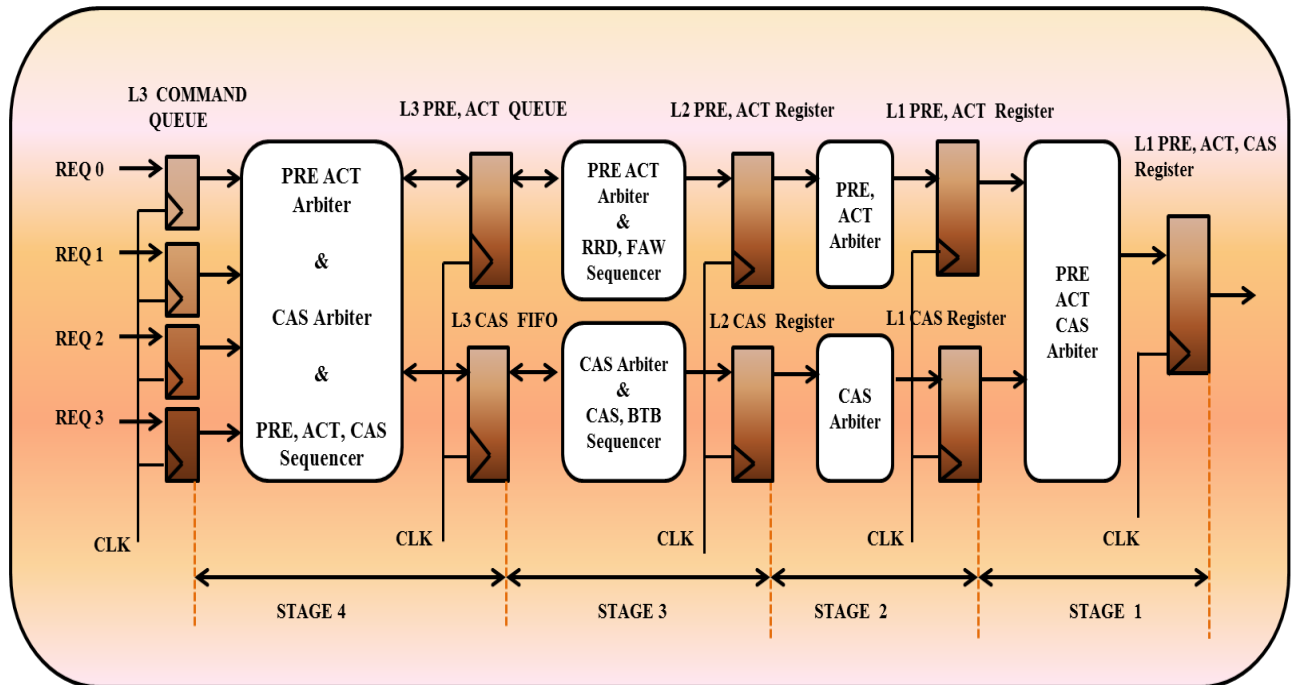 L3 COMMAND
QUEUE
REQ 0
REQ 1
REQ 2
REQ 3
CLK
PRE ACT
Arbiter
&
CAS Arbiter
&
PRE, ACT, CAS
Sequencer
L3 PRE, ACT QUEUE
L3 CAS FIFO
CLK
PRE ACT
Arbiter
&
RRD, FAW
Sequencer
CAS Arbiter
&
CAS, BTB
Sequencer
L2 PRE, ACT Register
L2 CAS Register
CLK
PRE,
ACT
Arbiter
CAS
Arbiter
L1 PRE, ACT Register
L1 CAS Register
CLK
PRE
ACT
CAS
Arbiter
L1 PRE, ACT, CAS
Register
CLK
STAGE 4
STAGE 3
STAGE 2
STAGE 1